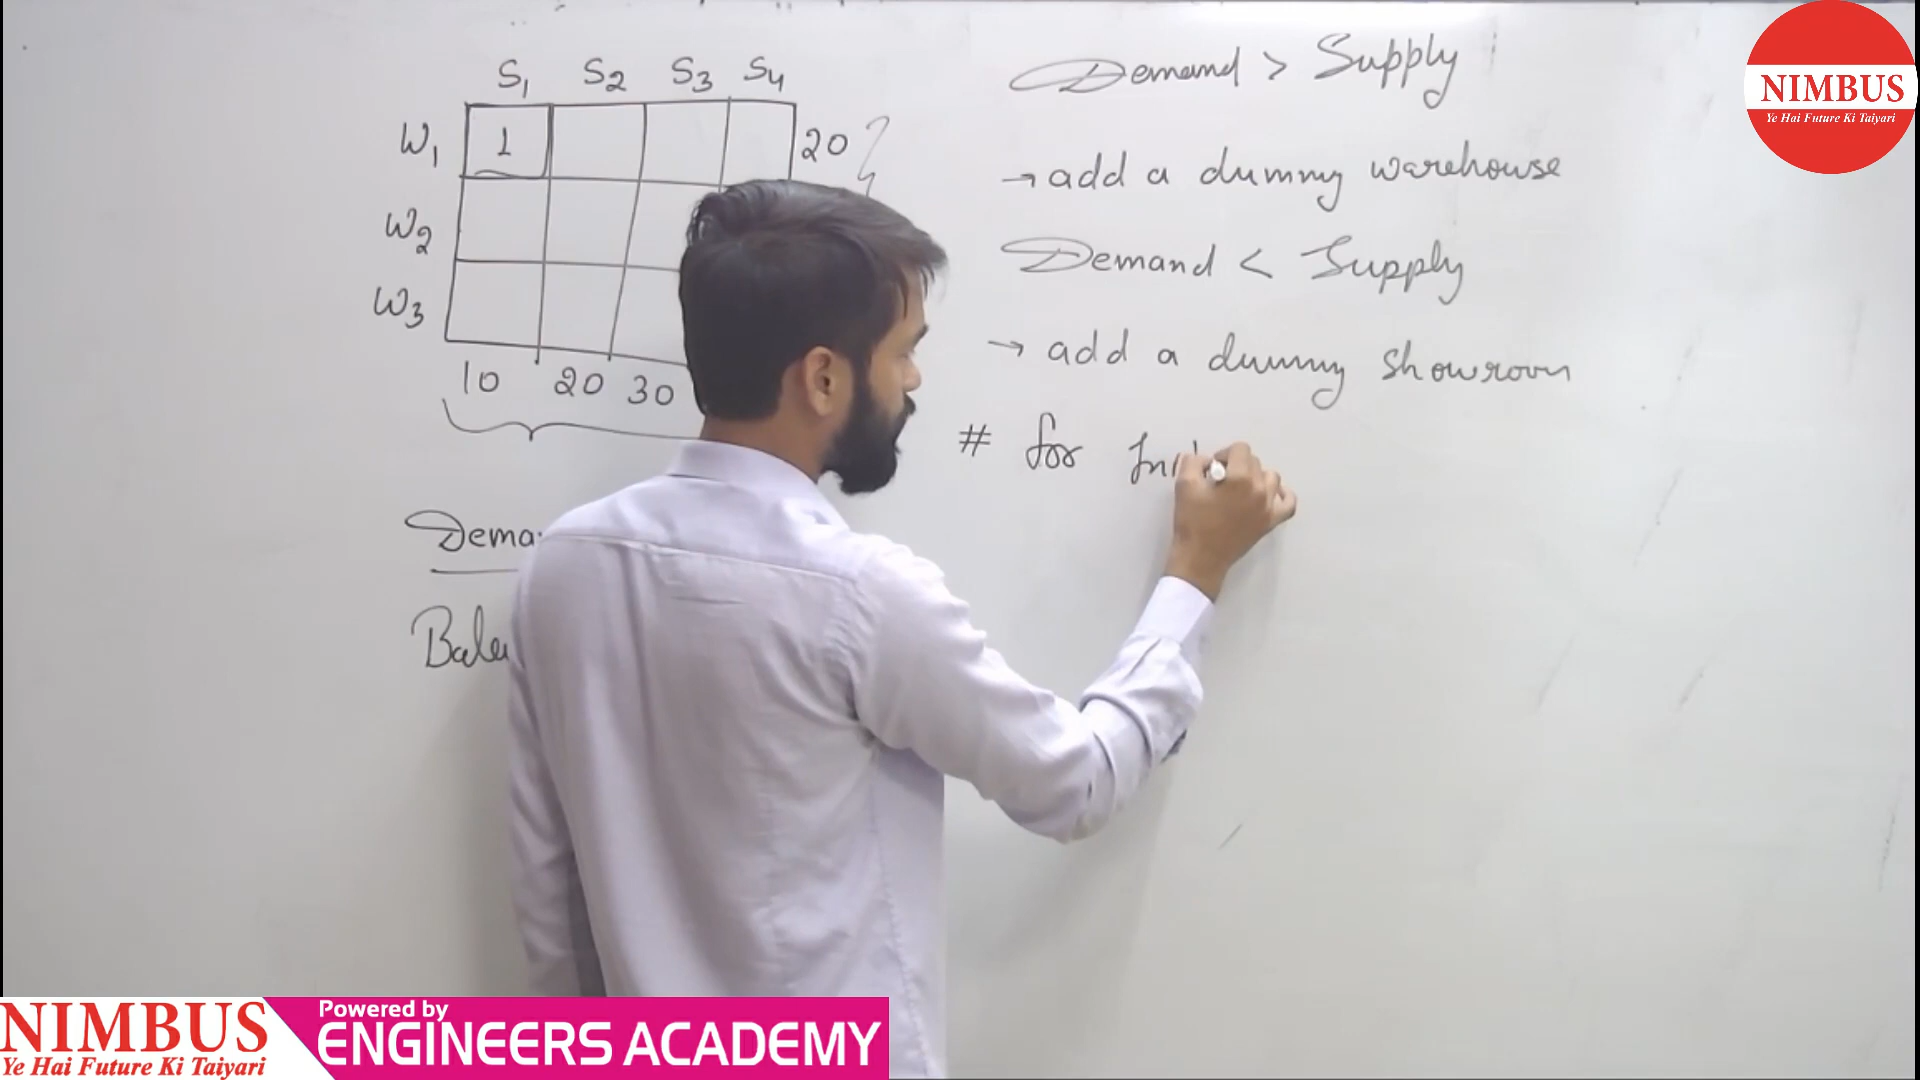 S1 S2 S3 S4
W1 1 20
W2
W3
10 20 30
Demand > Supply
→ add a dummy warehouse
Demand < Supply
→ add a dummy showroom
# for
NIMBUS
Ye Hai Future Ki Taiyari
NIMBUS
Ye Hai Future Ki Taiyari
Powered by
ENGINEERS ACADEMY